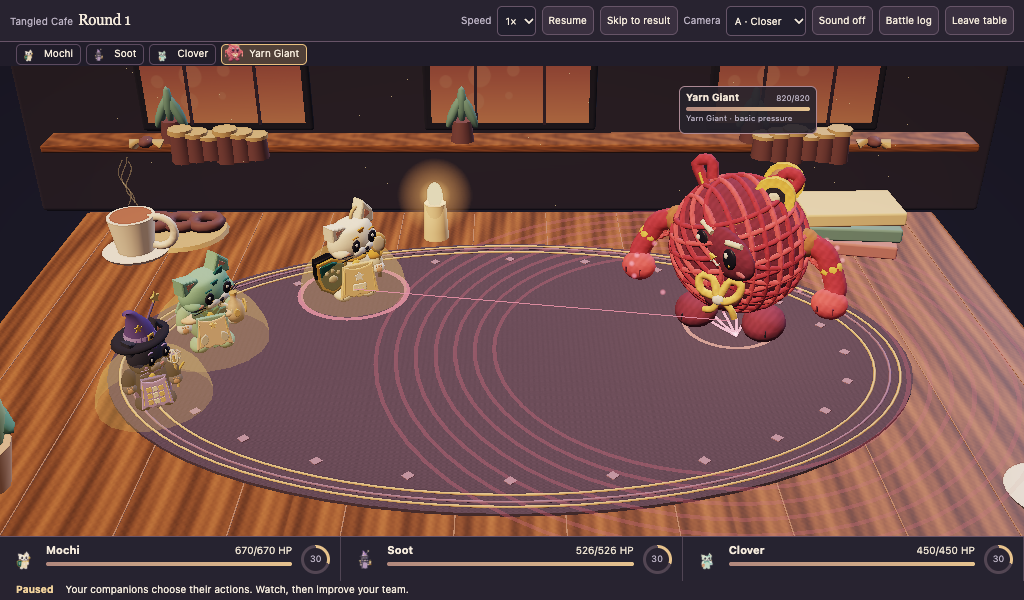 Tangled Cafe Round 1
Speed 1x Resume Skip to result Camera A · Closer Sound off Battle log Leave table
Mochi Soot Clover Yarn Giant
Yarn Giant 820/820
Yarn Giant · basic pressure
Mochi 670/670 HP 30
Soot 526/526 HP 30
Clover 450/450 HP 30
Paused Your companions choose their actions. Watch, then improve your team.